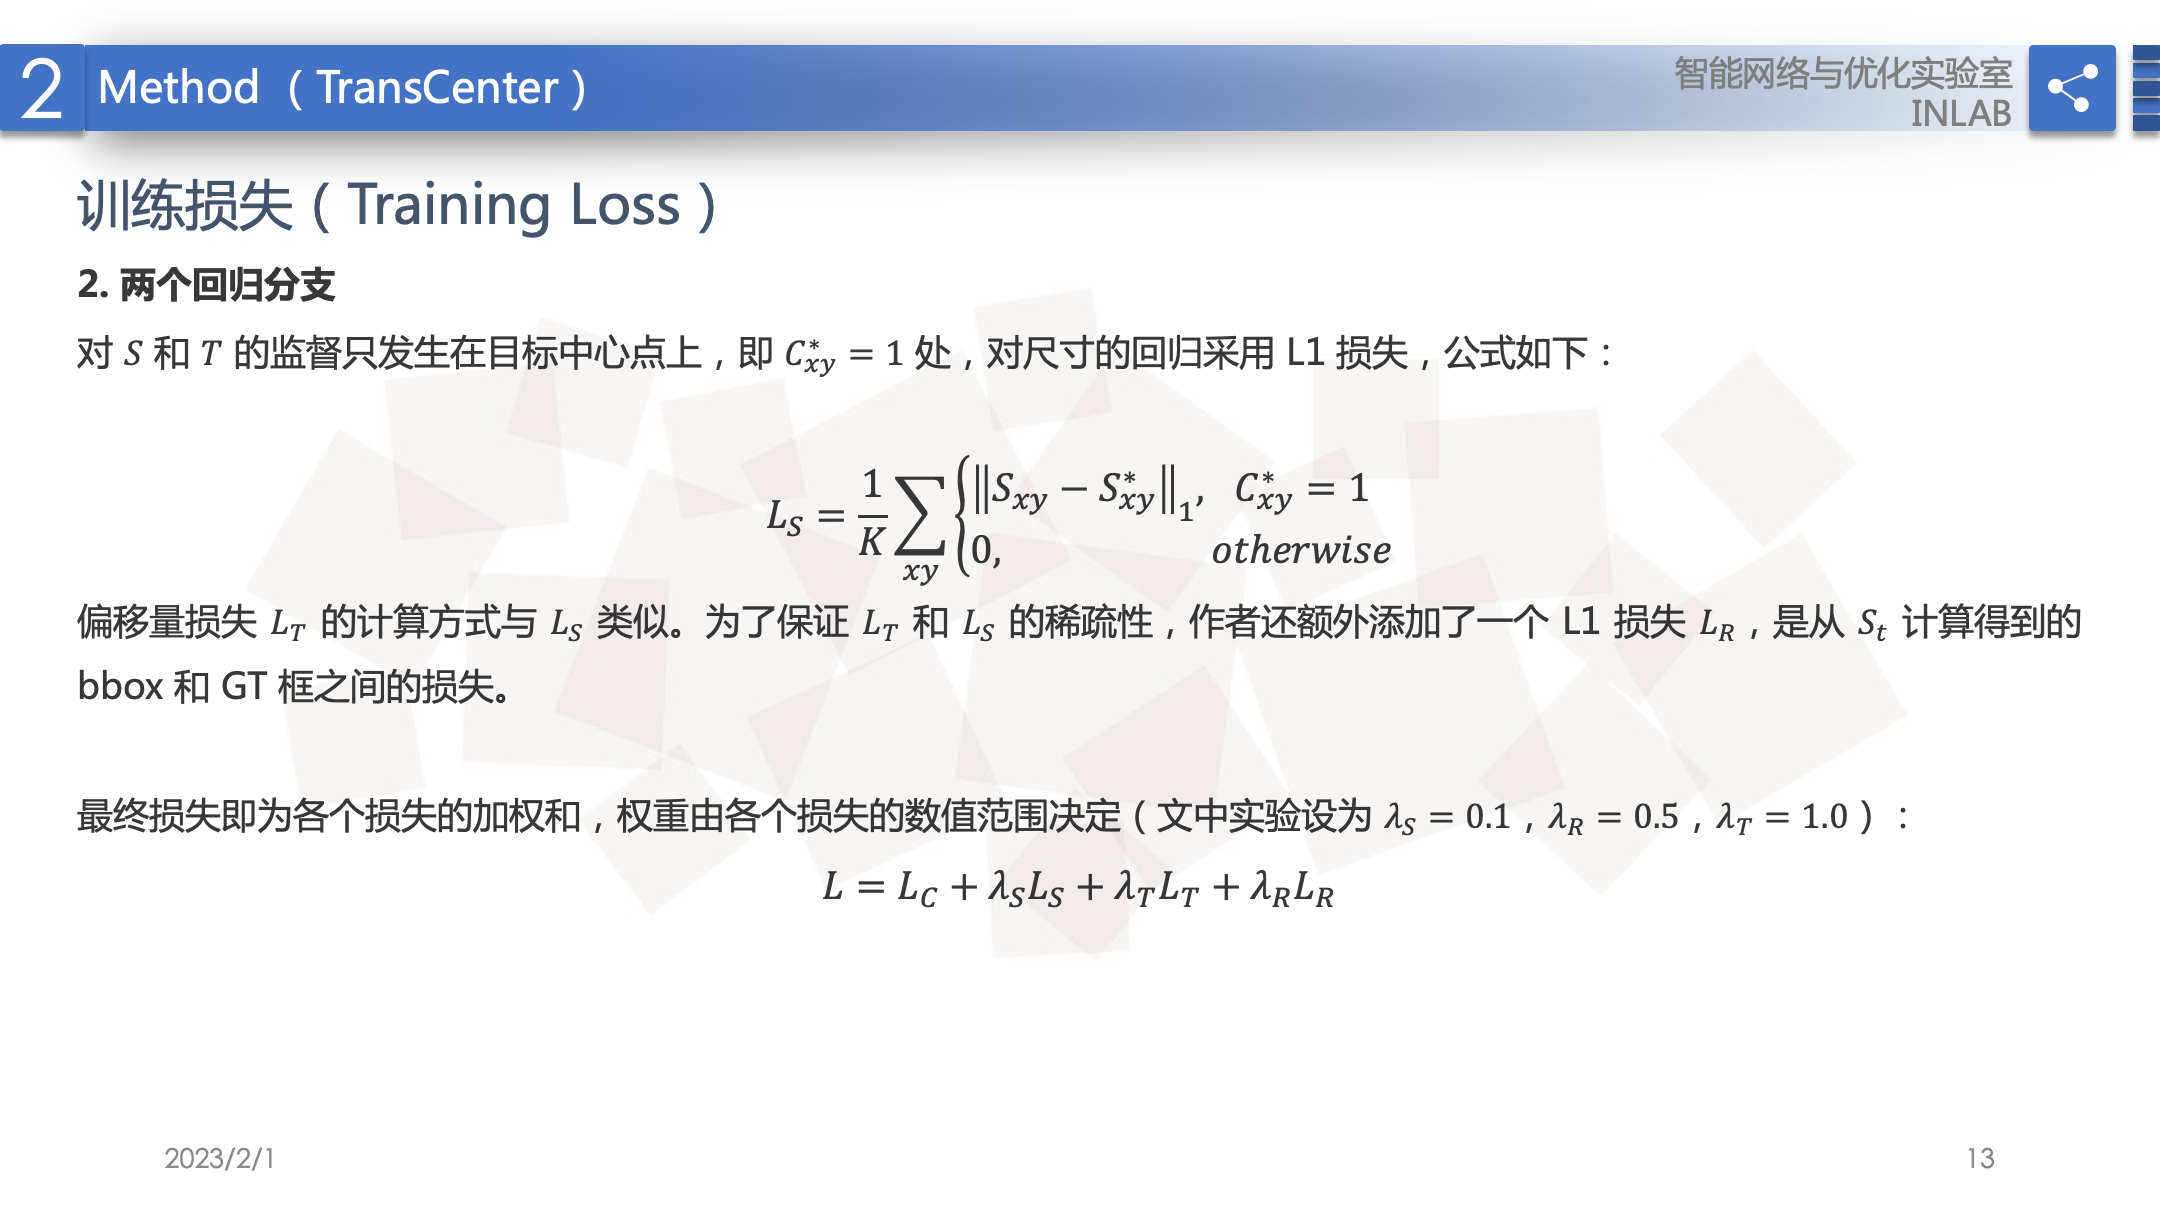 2 Method （TransCenter）
智能网络与优化实验室
INLAB
训练损失（Training Loss）
2. 两个回归分支
对 S 和 T 的监督只发生在目标中心点上，即 C*_{xy} = 1 处，对尺寸的回归采用 L1 损失，公式如下：
L_S = \frac{1}{K} \sum_{xy} \begin{cases} \|S_{xy} - S^*_{xy}\|_1, & C^*_{xy} = 1 \\ 0, & otherwise \end{cases}
偏移量损失 L_T 的计算方式与 L_S 类似。为了保证 L_T 和 L_S 的稀疏性，作者还额外添加了一个 L1 损失 L_R，是从 S_t 计算得到的
bbox 和 GT 框之间的损失。
最终损失即为各个损失的加权和，权重由各个损失的数值范围决定（文中实验设为 λ_S = 0.1，λ_R = 0.5，λ_T = 1.0）：
L = L_C + λ_S L_S + λ_T L_T + λ_R L_R
2023/2/1
13